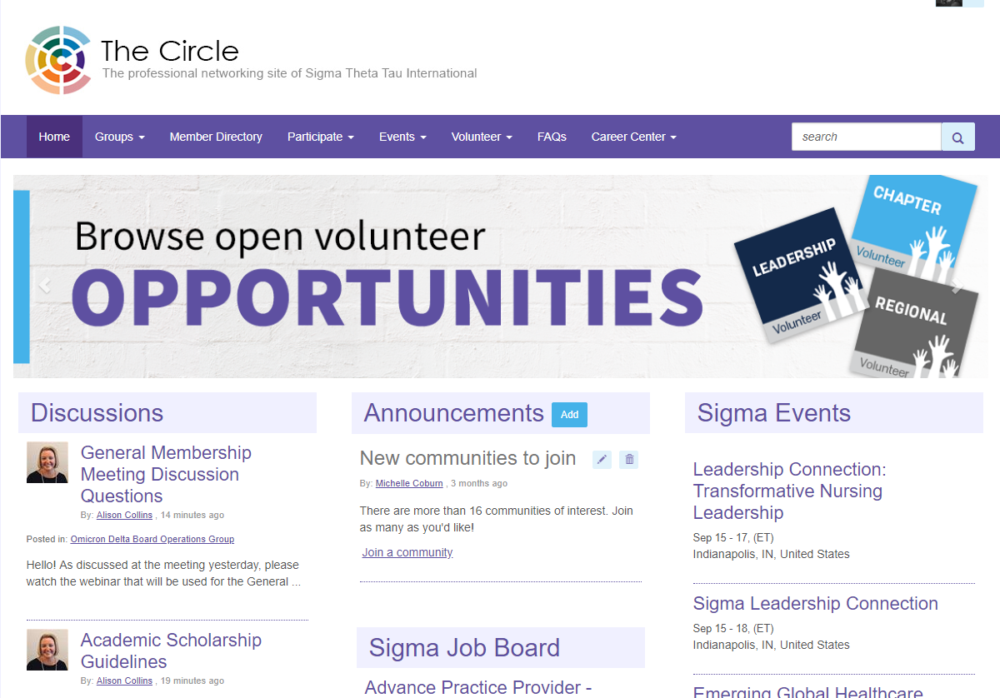 The Circle
The professional networking site of Sigma Theta Tau International
Home
Groups
Member Directory
Participate
Events
Volunteer
FAQs
Career Center
search
Browse open volunteer
OPPORTUNITIES
LEADERSHIP
Volunteer
CHAPTER
Volunteer
REGIONAL
Volunteer
Discussions
General Membership
Meeting Discussion
Questions
By: Alison Collins , 14 minutes ago
Posted in: Omicron Delta Board Operations Group
Hello! As discussed at the meeting yesterday, please
watch the webinar that will be used for the General ...
Academic Scholarship
Guidelines
By: Alison Collins , 19 minutes ago
Announcements Add
New communities to join
By: Michelle Coburn , 3 months ago
There are more than 16 communities of interest. Join
as many as you'd like!
Join a community
Sigma Job Board
Advance Practice Provider -
Sigma Events
Leadership Connection:
Transformative Nursing
Leadership
Sep 15 - 17, (ET)
Indianapolis, IN, United States
Sigma Leadership Connection
Sep 15 - 18, (ET)
Indianapolis, IN, United States
Emerging Global Healthcare